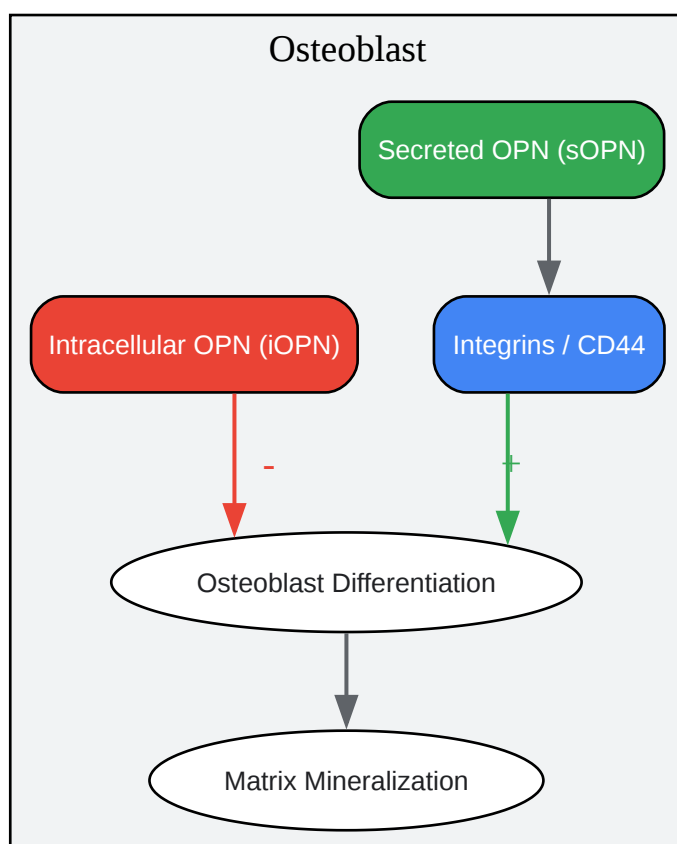 Osteoblast
Secreted OPN (sOPN)
Intracellular OPN (iOPN)
Integrins / CD44
-
+
Osteoblast Differentiation
Matrix Mineralization